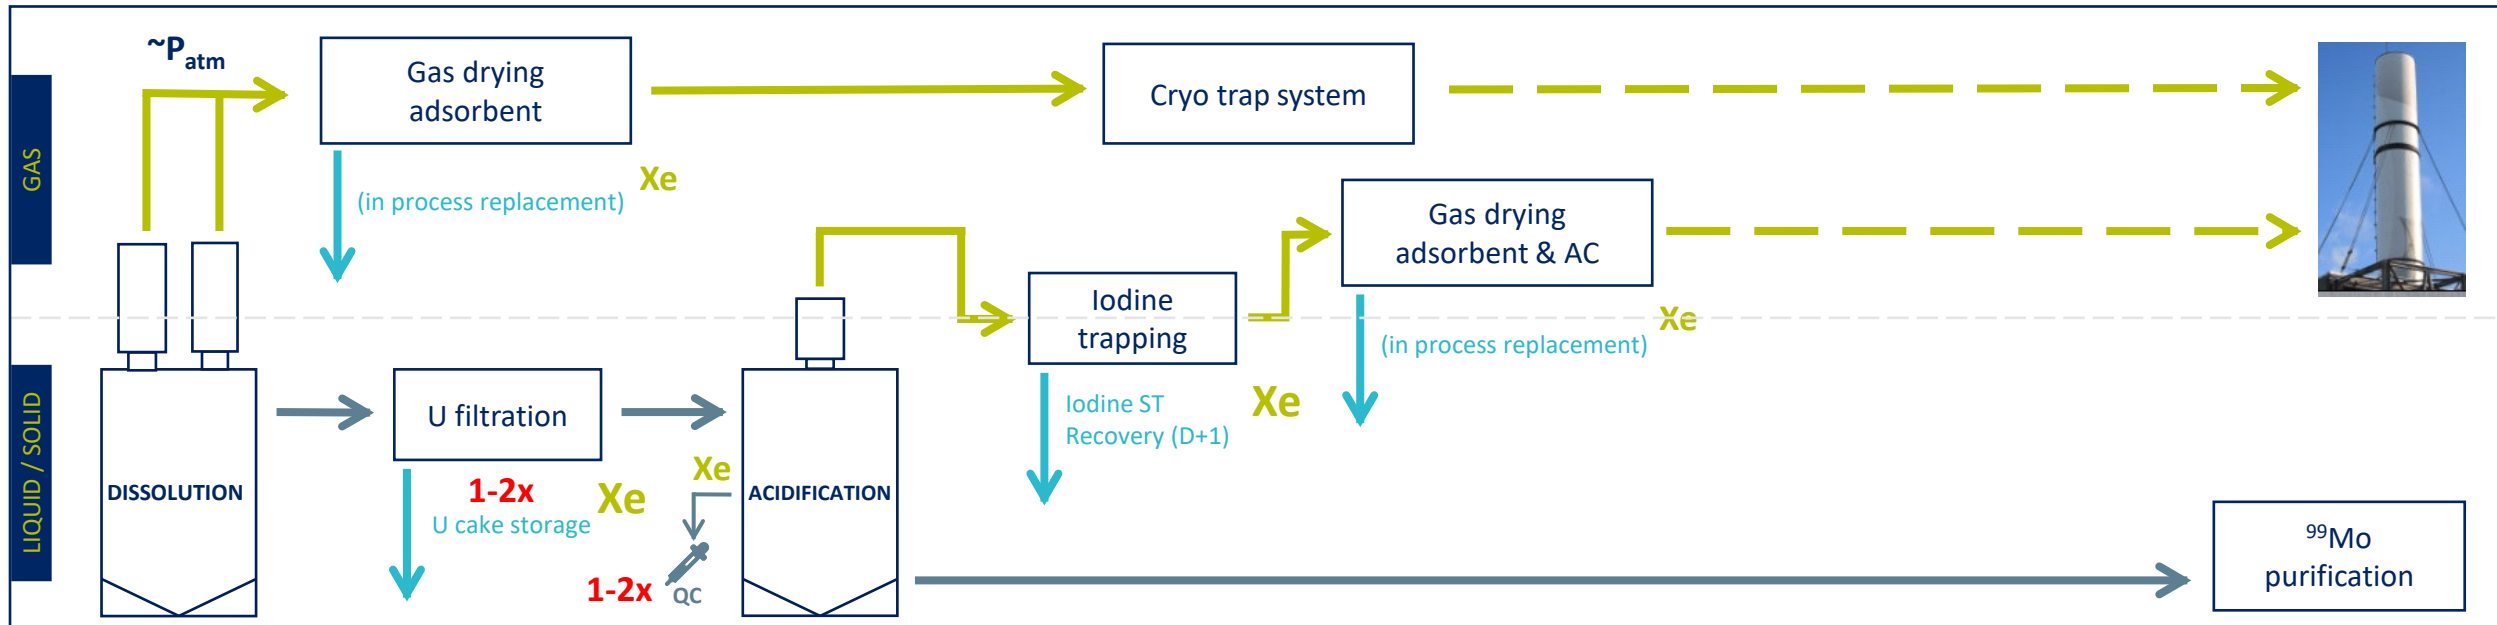 ~Patm
Gas drying
adsorbent
Cryo trap system
GAS
(in process replacement)
Xe
Gas drying
adsorbent & AC
Iodine
trapping
Xe
(in process replacement)
LIQUID / SOLID
DISSOLUTION
U filtration
1-2x
U cake storage
Xe
Xe
1-2x
QC
ACIDIFICATION
Iodine ST
Recovery (D+1)
Xe
99Mo
purification